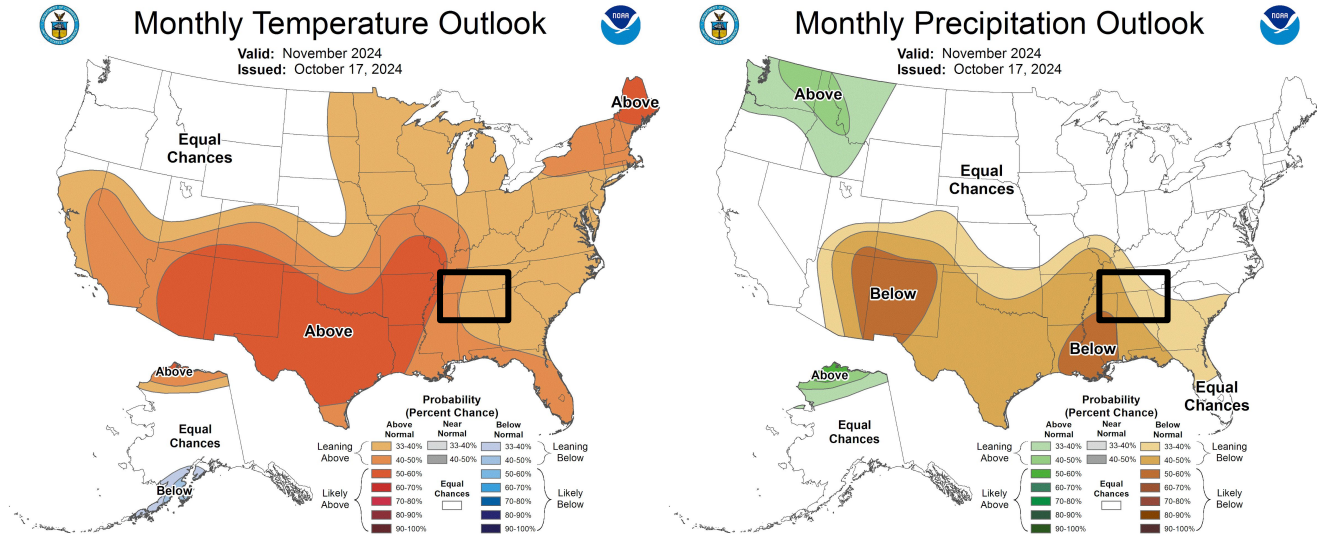 Monthly Temperature Outlook
Valid: November 2024
Issued: October 17, 2024
NOAA
Above
Equal
Chances
Above
Above
Equal
Chances
Below
Probability
(Percent Chance)
Above
Normal
Near
Normal
Below
Normal
Leaning
Above
33-40%
33-40%
33-40%
Leaning
Below
40-50%
40-50%
40-50%
Likely
Above
50-60%
50-60%
Likely
Below
60-70%
Equal
Chances
60-70%
70-80%
70-80%
80-90%
80-90%
90-100%
90-100%
Monthly Precipitation Outlook
Valid: November 2024
Issued: October 17, 2024
NOAA
Above
Equal
Chances
Below
Below
Above
Equal
Chances
Equal
Chances
Probability
(Percent Chance)
Above
Normal
Near
Normal
Below
Normal
Leaning
Above
33-40%
33-40%
33-40%
Leaning
Below
40-50%
40-50%
40-50%
Likely
Above
50-60%
50-60%
Likely
Below
60-70%
Equal
Chances
60-70%
70-80%
70-80%
80-90%
80-90%
90-100%
90-100%